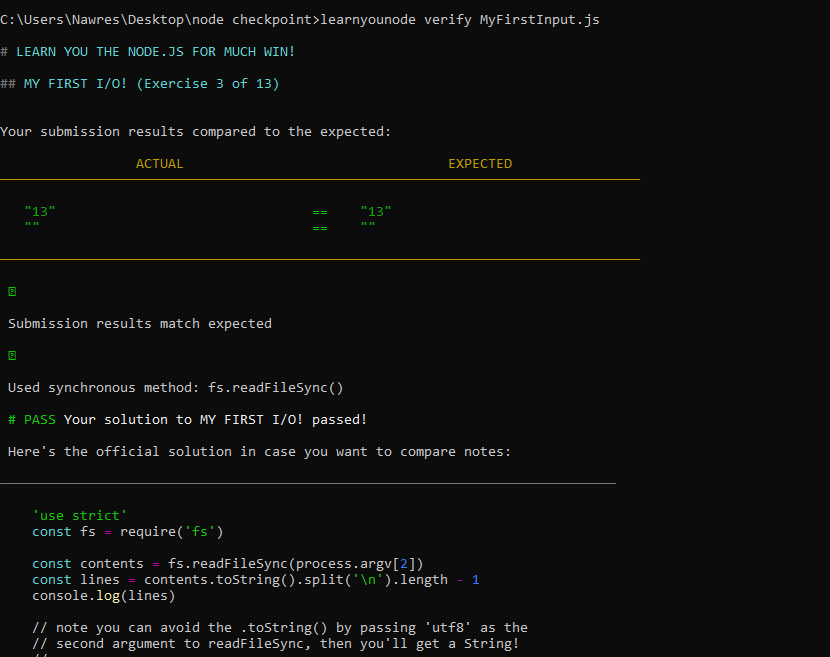 C:\Users\Nawres\Desktop\node checkpoint>learnyounode verify MyFirstInput.js
# LEARN YOU THE NODE.JS FOR MUCH WIN!
## MY FIRST I/O! (Exercise 3 of 13)
Your submission results compared to the expected:
ACTUAL EXPECTED
"13" == "13"
"" == ""
Submission results match expected
Used synchronous method: fs.readFileSync()
# PASS Your solution to MY FIRST I/O! passed!
Here's the official solution in case you want to compare notes:
'use strict'
const fs = require('fs')
const contents = fs.readFileSync(process.argv[2])
const lines = contents.toString().split('\n').length - 1
console.log(lines)
// note you can avoid the .toString() by passing 'utf8' as the
// second argument to readFileSync, then you'll get a String!
//